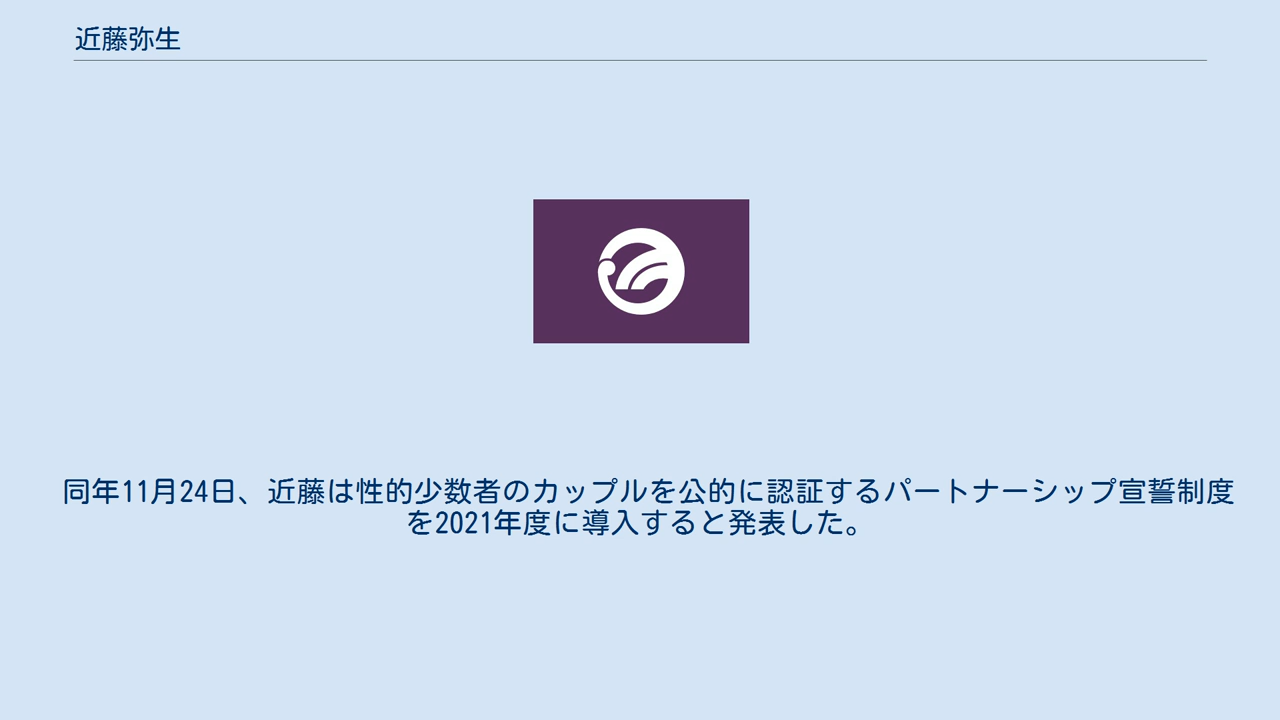 近藤弥生
同年11月24日、近藤は性的少数者のカップルを公的に認証するパートナーシップ宣誓制度
を2021年度に導入すると発表した。